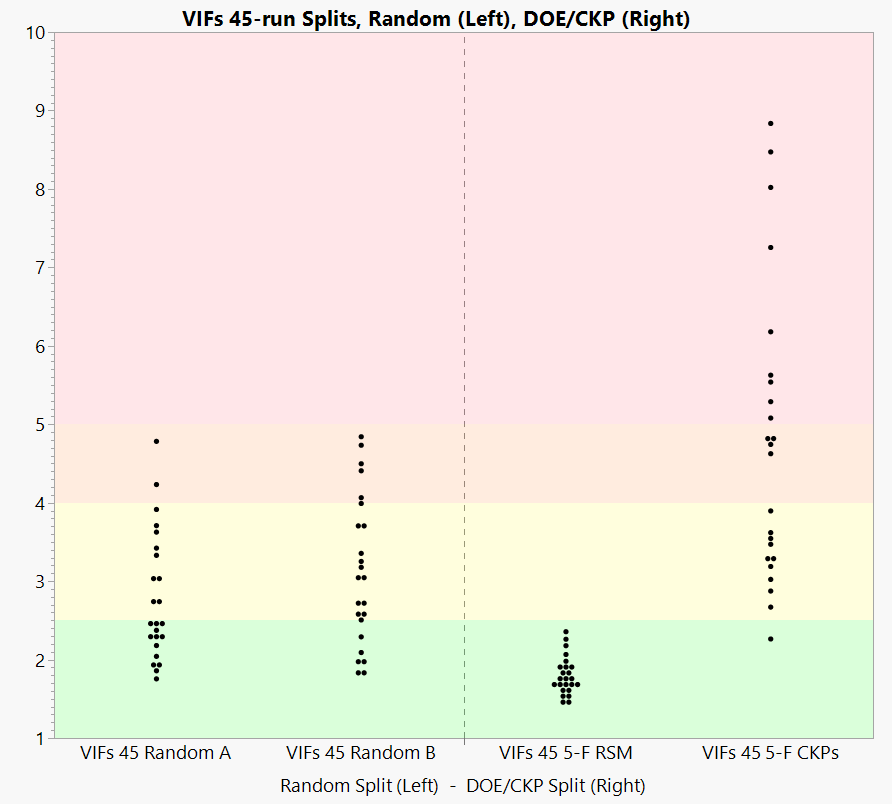 VIFs 45-run Splits, Random (Left), DOE/CKP (Right)
10
9
8
7
6
5
4
3
2
1
VIFs 45 Random A
VIFs 45 Random B
VIFs 45 5-F RSM
VIFs 45 5-F CKPs
Random Split (Left) - DOE/CKP Split (Right)